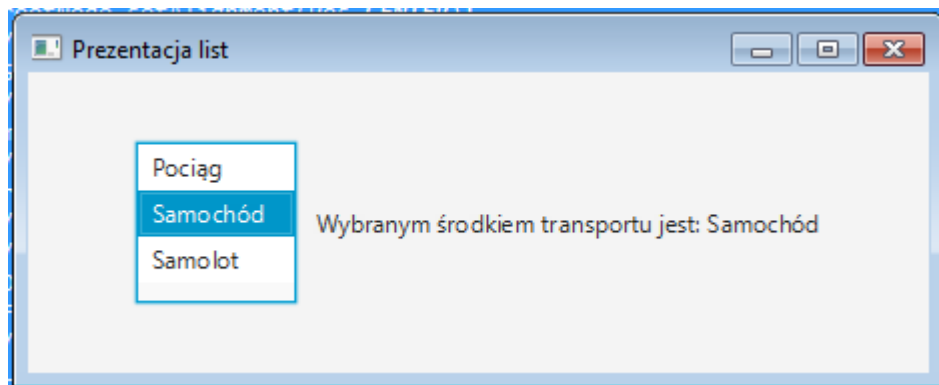 Prezentacja list
Pociąg
Samochód
Wybranym środkiem transportu jest: Samochód
Samolot